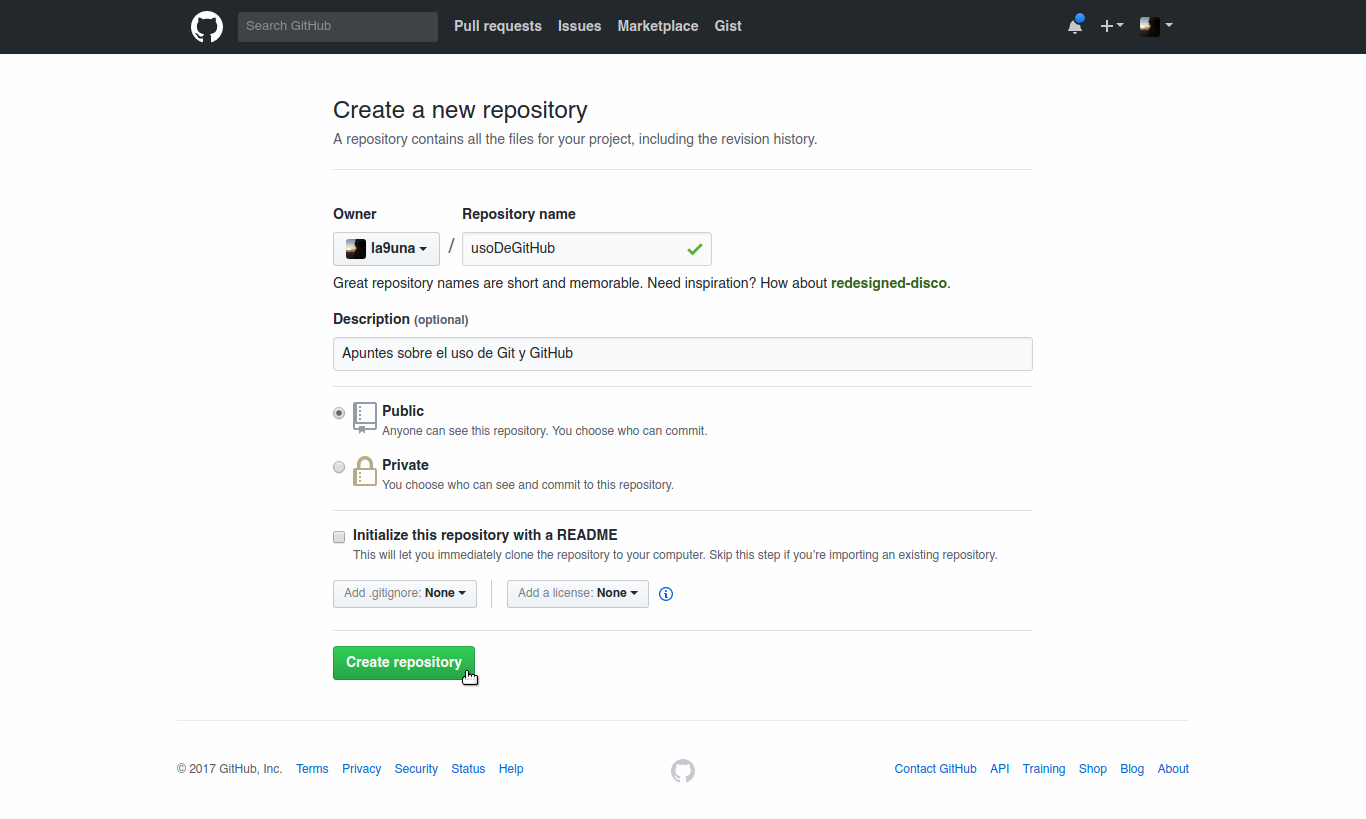 Search GitHub Pull requests Issues Marketplace Gist
Create a new repository
A repository contains all the files for your project, including the revision history.
Owner Repository name
la9una / usoDeGitHub
Great repository names are short and memorable. Need inspiration? How about redesigned-disco.
Description (optional)
Apuntes sobre el uso de Git y GitHub
Public
Anyone can see this repository. You choose who can commit.
Private
You choose who can see and commit to this repository.
Initialize this repository with a README
This will let you immediately clone the repository to your computer. Skip this step if you're importing an existing repository.
Add .gitignore: None Add a license: None
Create repository
© 2017 GitHub, Inc. Terms Privacy Security Status Help Contact GitHub API Training Shop Blog About